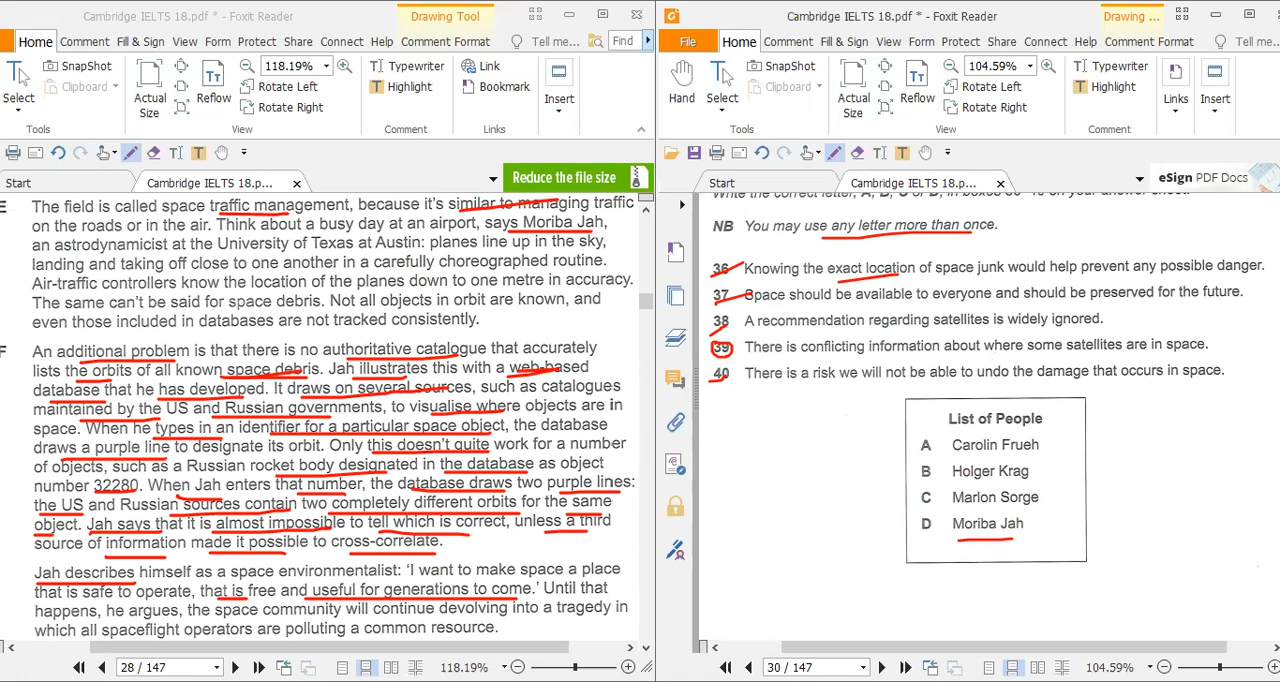 Cambridge IELTS 18.pdf * - Foxit Reader
Drawing Tool
Home Comment Fill & Sign View Form Protect Share Connect Help Comment Format Tell me... Find
SnapShot
Clipboard
Select
Actual Size
Reflow
118.19%
Rotate Left
Rotate Right
Typewriter
Highlight
Link
Bookmark
Insert
Tools View Comment Links
Reduce the file size
Start Cambridge IELTS 18.p...
E The field is called space traffic management, because it's similar to managing traffic
on the roads or in the air. Think about a busy day at an airport, says Moriba Jah,
an astrodynamicist at the University of Texas at Austin: planes line up in the sky,
landing and taking off close to one another in a carefully choreographed routine.
Air-traffic controllers know the location of the planes down to one metre in accuracy.
The same can't be said for space debris. Not all objects in orbit are known, and
even those included in databases are not tracked consistently.
F An additional problem is that there is no authoritative catalogue that accurately
lists the orbits of all known space debris. Jah illustrates this with a web-based
database that he has developed. It draws on several sources, such as catalogues
maintained by the US and Russian governments, to visualise where objects are in
space. When he types in an identifier for a particular space object, the database
draws a purple line to designate its orbit. Only this doesn't quite work for a number
of objects, such as a Russian rocket body designated in the database as object
number 32280. When Jah enters that number, the database draws two purple lines:
the US and Russian sources contain two completely different orbits for the same
object. Jah says that it is almost impossible to tell which is correct, unless a third
source of information made it possible to cross-correlate.
Jah describes himself as a space environmentalist: 'I want to make space a place
that is safe to operate, that is free and useful for generations to come.' Until that
happens, he argues, the space community will continue devolving into a tragedy in
which all spaceflight operators are polluting a common resource.
28 / 147
118.19%
Cambridge IELTS 18.pdf * - Foxit Reader
Drawing ...
File Home Comment Fill & Sign View Form Protect Share Connect Help Comment Format Tell me...
Hand
Select
SnapShot
Clipboard
Actual Size
Reflow
104.59%
Rotate Left
Rotate Right
Typewriter
Highlight
Links
Insert
Tools View Comment
eSign PDF Docs
Start Cambridge IELTS 18.p...
Write the correct letter, A, B, C or D, in boxes 36-40 on your answer sheet.
NB You may use any letter more than once.
36 Knowing the exact location of space junk would help prevent any possible danger.
37 Space should be available to everyone and should be preserved for the future.
38 A recommendation regarding satellites is widely ignored.
39 There is conflicting information about where some satellites are in space.
40 There is a risk we will not be able to undo the damage that occurs in space.
List of People
A Carolin Frueh
B Holger Krag
C Marlon Sorge
D Moriba Jah
30 / 147
104.59%